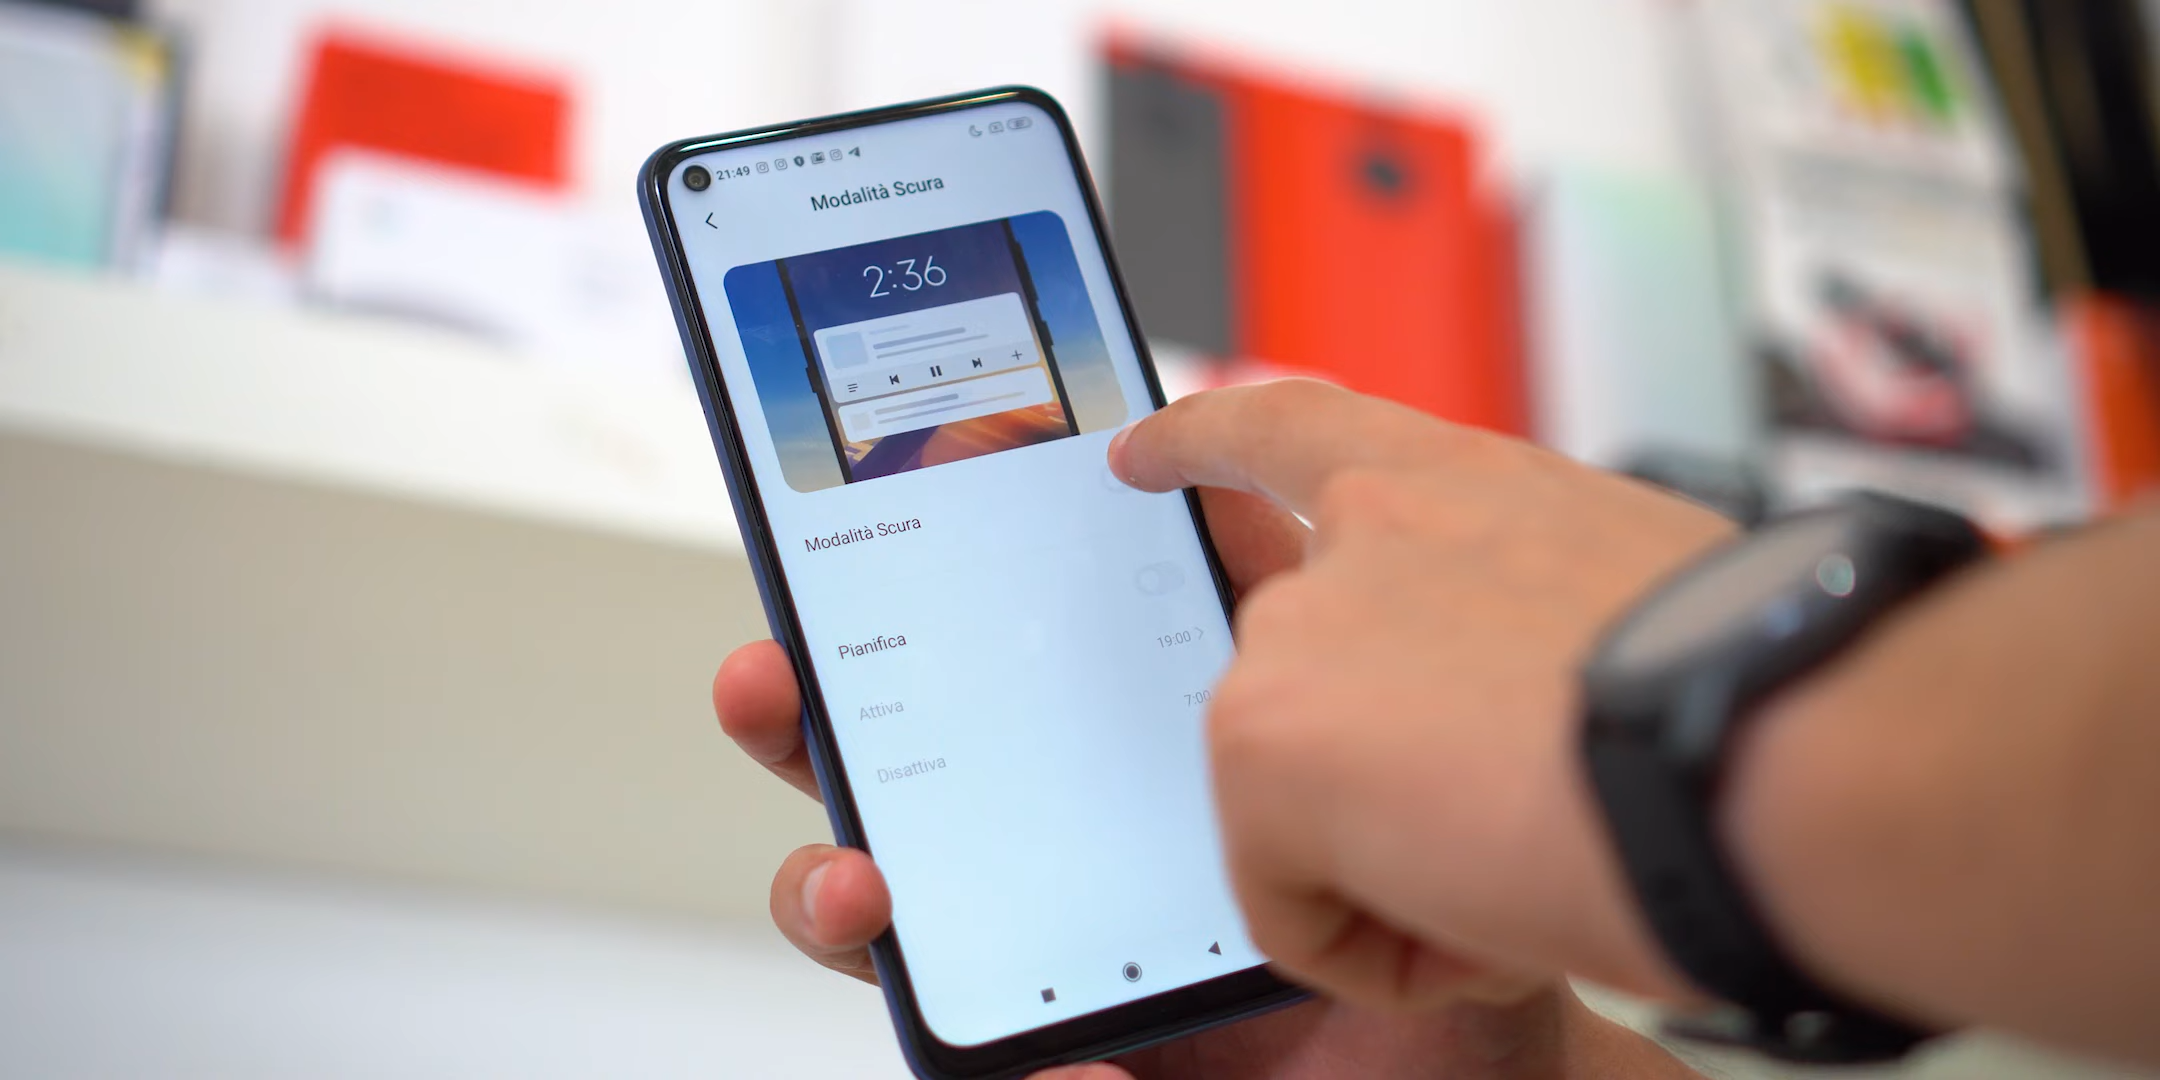 21:49
Modalità Scura
2:36
Modalità Scura
Pianifica
19:00
Attiva
7:00
Disattiva